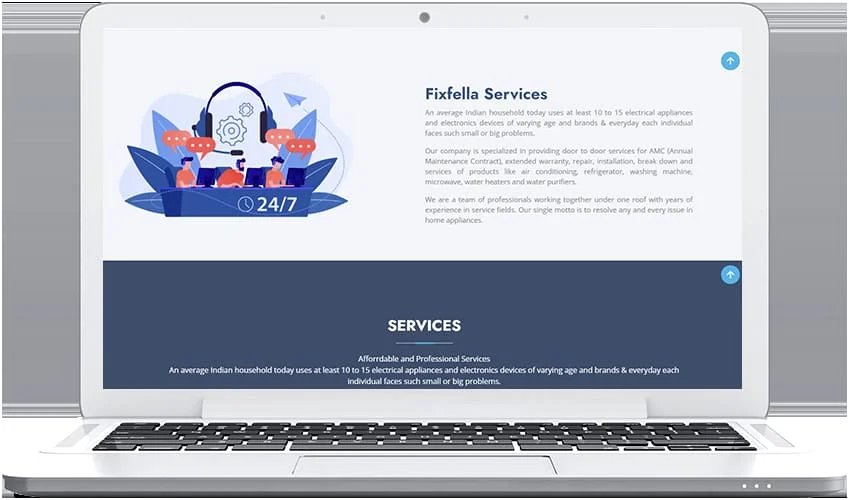 Fixfella Services
An average Indian household today uses at least 10 to 15 electrical appliances
and electronics devices of varying age and brands & everyday each individual
faces such small or big problems.
Our company is specialized in providing door to door services for AMC (Annual
Maintenance Contract), extended warranty, repair, installation, break down and
services of products like air conditioning, refrigerator, washing machine,
microwave, water heaters and water purifiers.
We are a team of professionals working together under one roof with years of
experience in service fields. Our single motto is to resolve any and every issue in
home appliances.
24/7
SERVICES
Afforrdable and Professional Services
An average Indian household today uses at least 10 to 15 electrical appliances and electronics devices of varying age and brands & everyday each
individual faces such small or big problems.